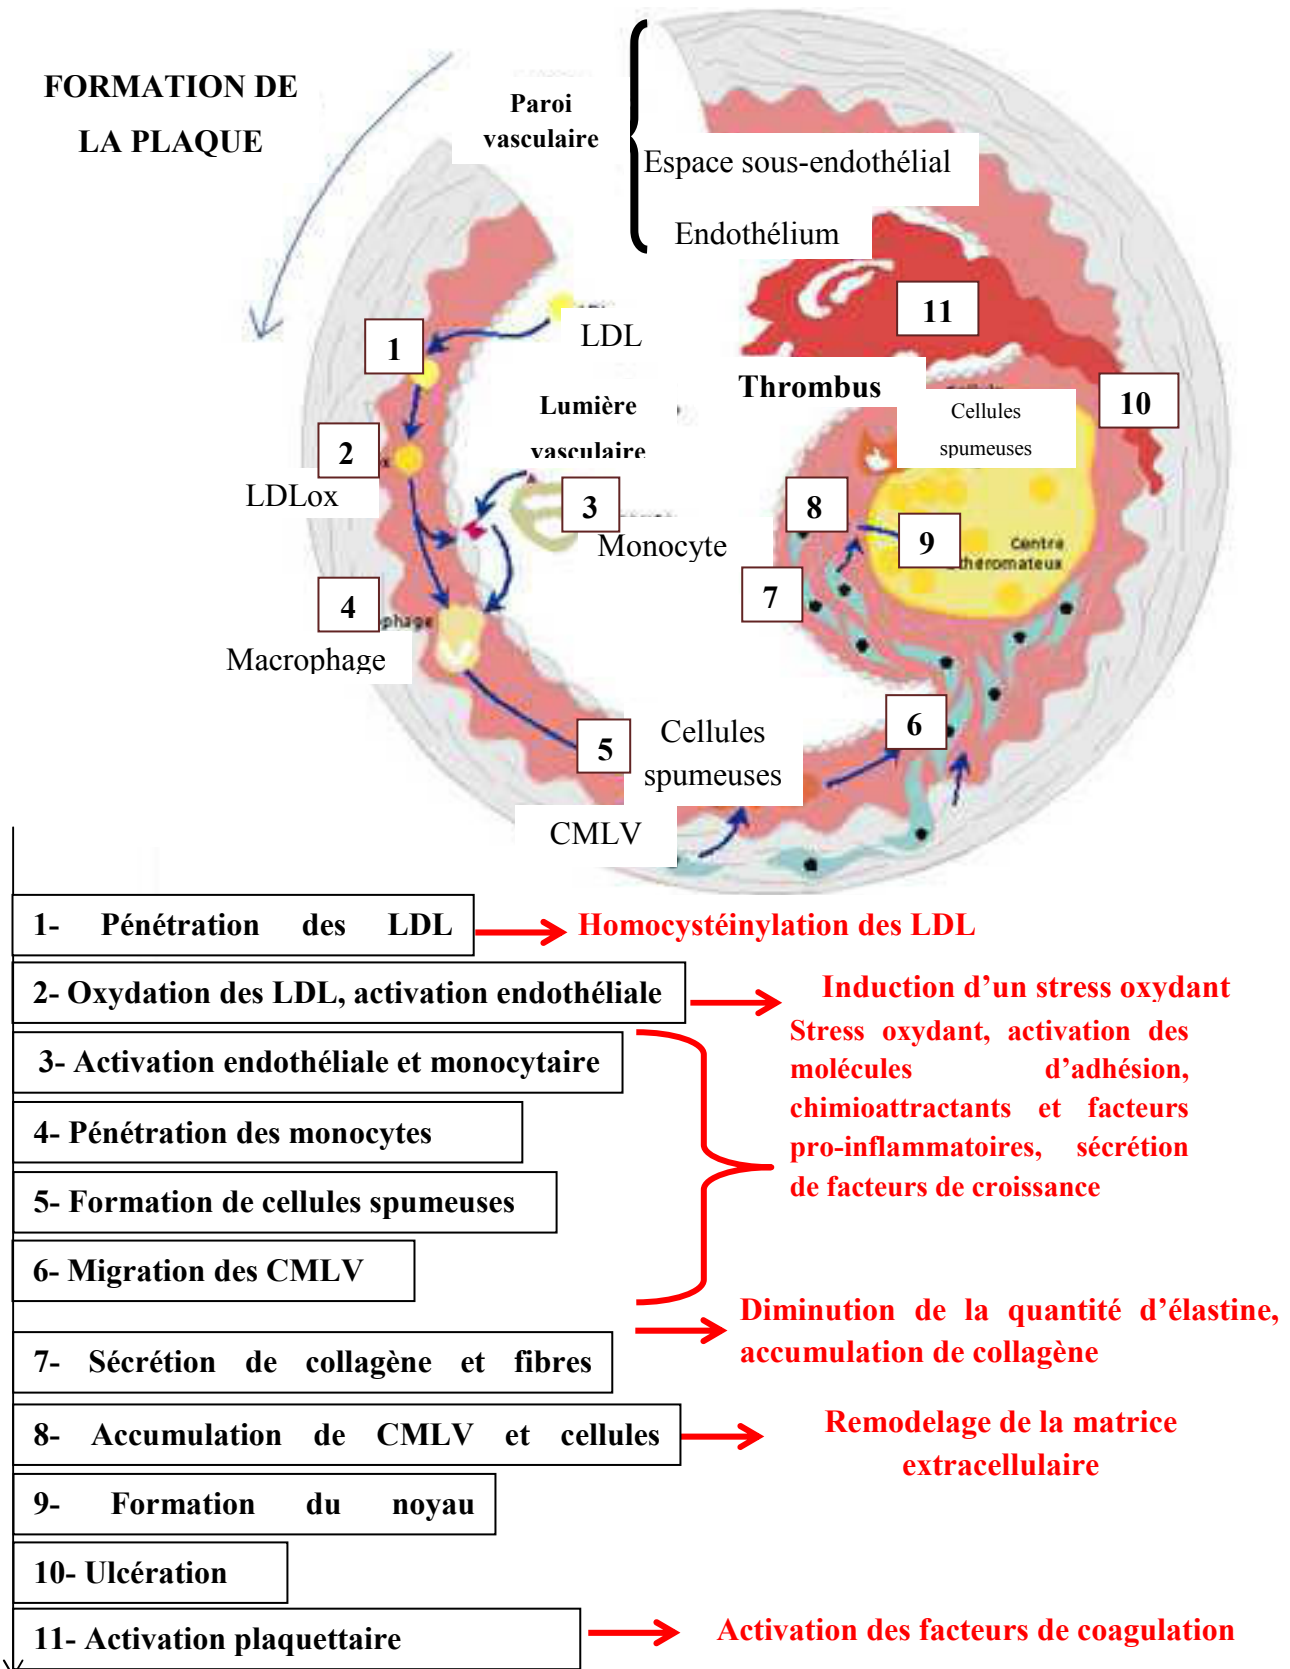 FORMATION DE
LA PLAQUE
Paroi
vasculaire
Espace sous-endothélial
Endothélium
11
1
LDL
Thrombus
10
Lumière
vasculaire
Cellules
spumeuses
2
LDLox
3
Monocyte
8
9
Centre
théromateux
7
4
ophage
Macrophage
6
5
Cellules
spumeuses
CMLV
1- Pénétration des LDL
Homocystéinylation des LDL
2- Oxydation des LDL, activation endothéliale
Induction d’un stress oxydant
3- Activation endothéliale et monocytaire
4- Pénétration des monocytes
5- Formation de cellules spumeuses
6- Migration des CMLV
Stress oxydant, activation des
molécules d’adhésion,
chimioattractants et facteurs
pro-inflammatoires, sécrétion
de facteurs de croissance
7- Sécrétion de collagène et fibres
Diminution de la quantité d’élastine,
accumulation de collagène
8- Accumulation de CMLV et cellules
Remodelage de la matrice
extracellulaire
9- Formation du noyau
10- Ulcération
11- Activation plaquettaire
Activation des facteurs de coagulation